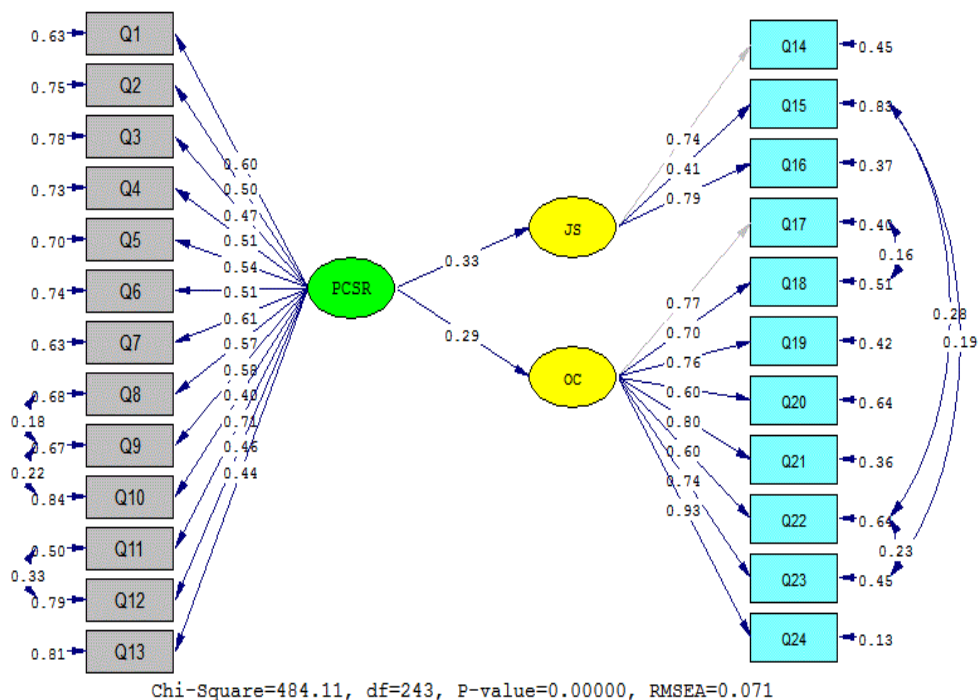 0.63 Q1
0.75 Q2
0.78 Q3
0.73 Q4
0.70 Q5
0.74 Q6
0.63 Q7
0.68 Q8
0.18
0.67 Q9
0.22
0.84 Q10
0.50 Q11
0.33
0.79 Q12
0.81 Q13
0.60
0.50
0.47
0.51
0.54
0.51
0.61
0.57
0.58
0.40
0.71
0.46
0.44
PCSR
0.33
0.29
JS
OC
0.74
0.41
0.79
0.77
0.70
0.76
0.60
0.80
0.60
0.74
0.93
Q14 0.45
Q15 0.83
Q16 0.37
Q17 0.40
0.16
Q18 0.51
0.28
0.19
Q19 0.42
Q20 0.64
Q21 0.36
Q22 0.64
0.23
Q23 0.45
Q24 0.13
Chi-Square=484.11, df=243, P-value=0.00000, RMSEA=0.071